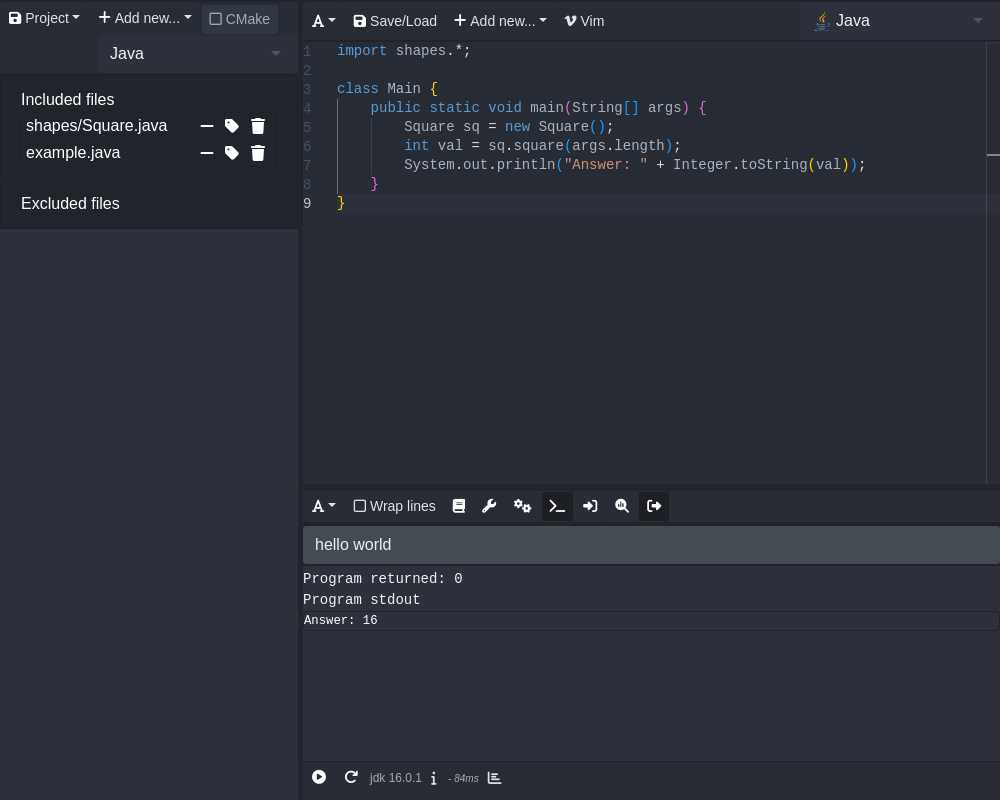 Project Add new... CMake
Java
Included files
shapes/Square.java
example.java
Excluded files
A Save/Load Add new... Vim Java
1 import shapes.*;
2
3 class Main {
4 public static void main(String[] args) {
5 Square sq = new Square();
6 int val = sq.square(args.length);
7 System.out.println("Answer: " + Integer.toString(val));
8 }
9 }
A Wrap lines
hello world
Program returned: 0
Program stdout
Answer: 16
jdk 16.0.1 i - 84ms